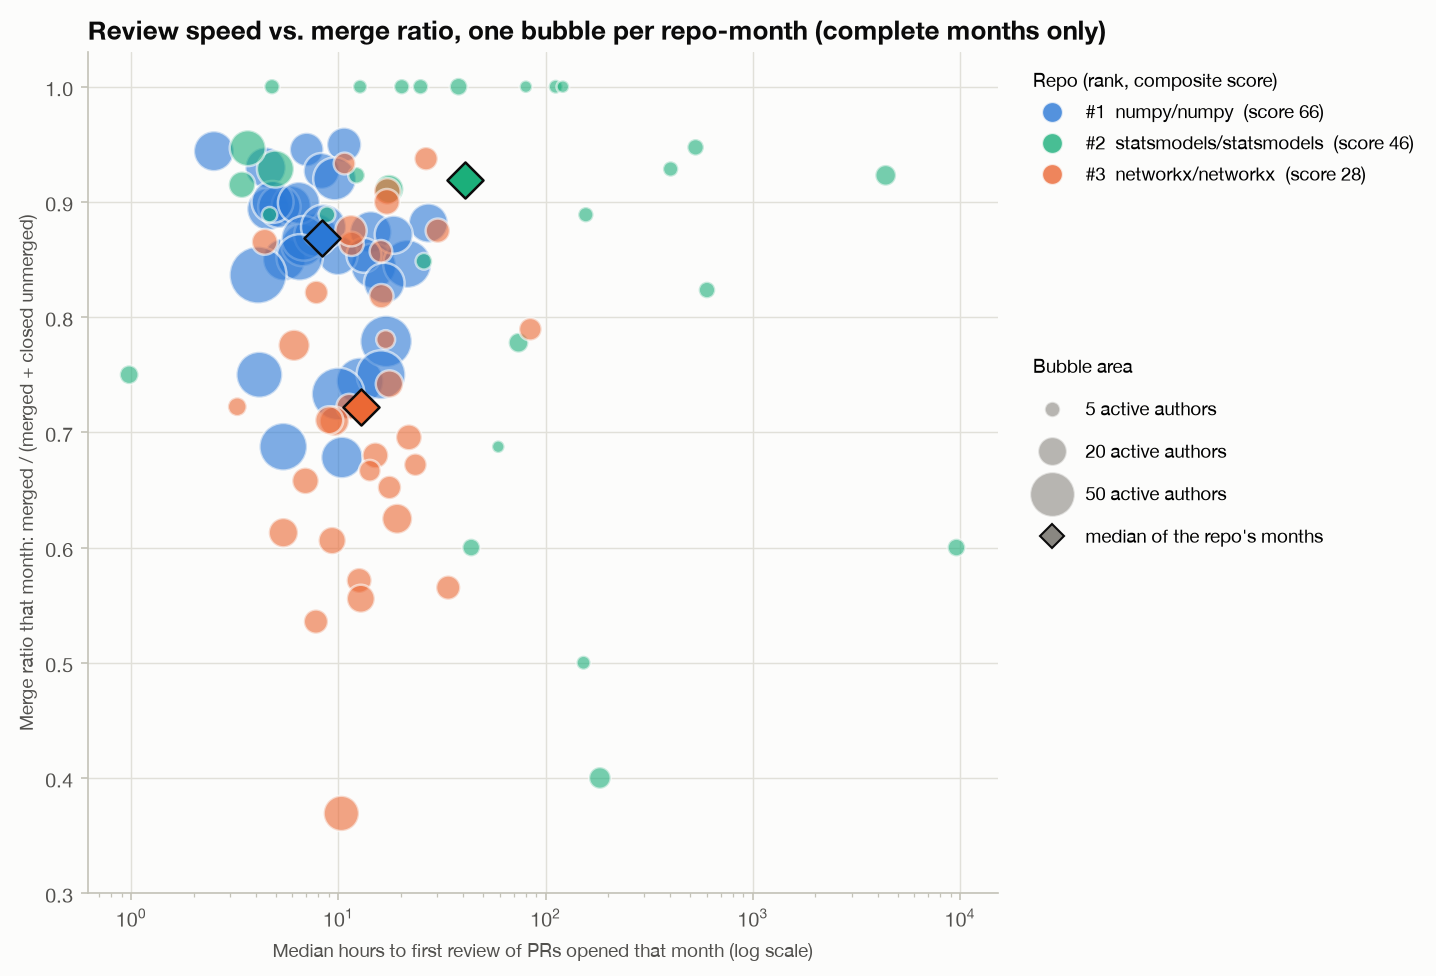 Review speed vs. merge ratio, one bubble per repo-month (complete months only)
Merge ratio that month: merged / (merged + closed unmerged)
1.0
0.9
0.8
0.7
0.6
0.5
0.4
0.3
10⁰
10¹
10²
10³
10⁴
Median hours to first review of PRs opened that month (log scale)
Repo (rank, composite score)
#1 numpy/numpy (score 66)
#2 statsmodels/statsmodels (score 46)
#3 networkx/networkx (score 28)
Bubble area
5 active authors
20 active authors
50 active authors
median of the repo's months